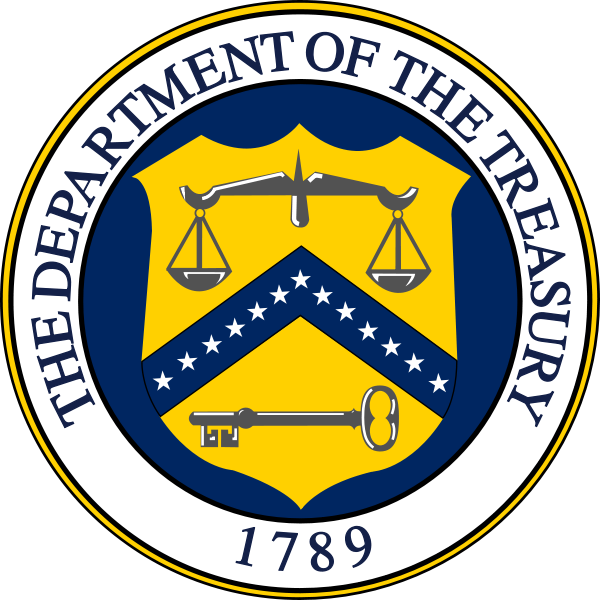 THE DEPARTMENT OF THE TREASURY
1789